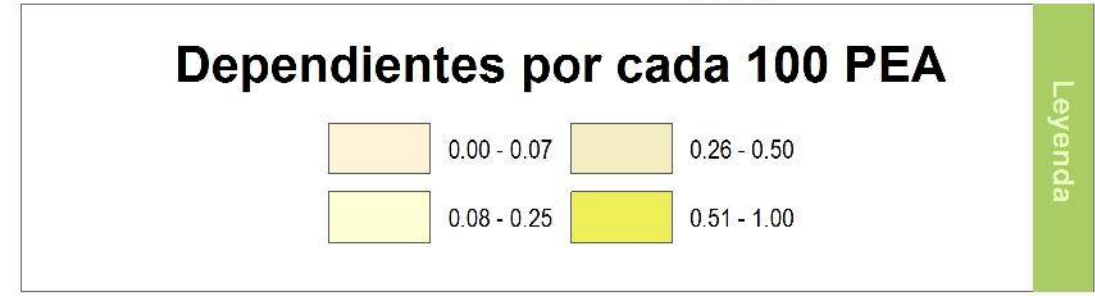 Dependientes por cada 100 PEA
0.00 - 0.07
0.26 - 0.50
0.08 - 0.25
0.51 - 1.00
Leyenda